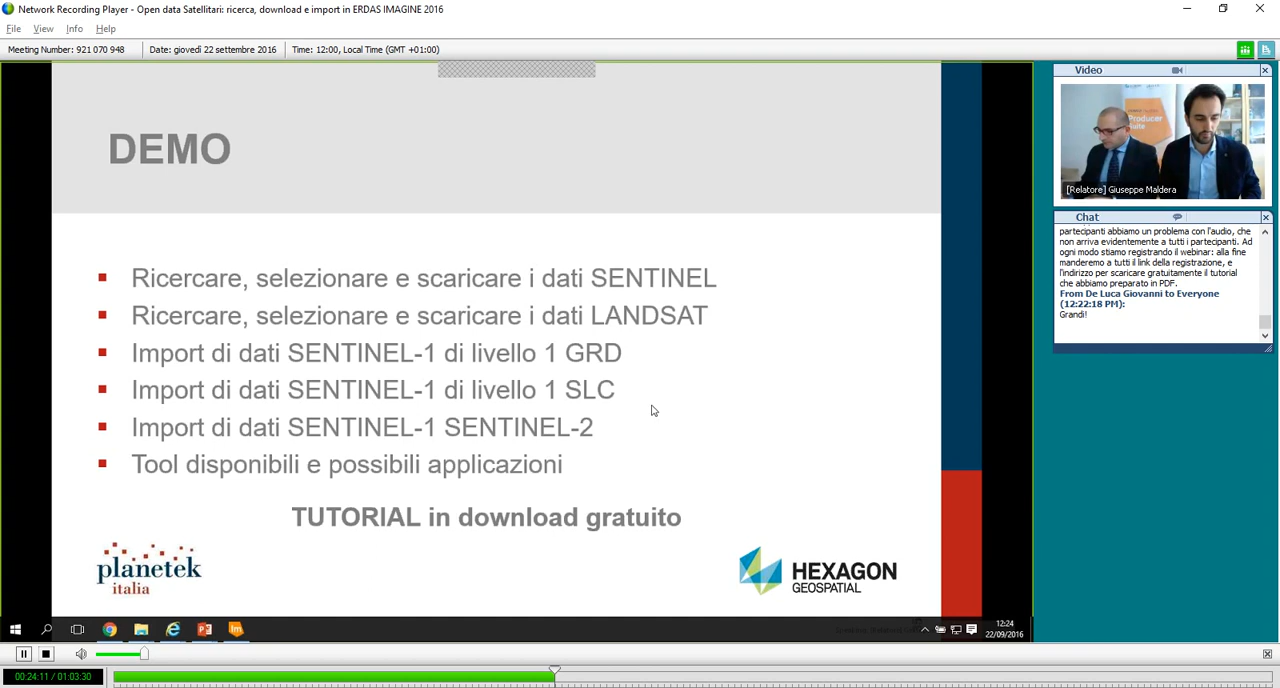 Network Recording Player - Open data Satellitari: ricerca, download e import in ERDAS IMAGINE 2016
File View Info Help
Meeting Number: 921 070 948 Date: giovedì 22 settembre 2016 Time: 12:00, Local Time (GMT +01:00)
DEMO
Ricercare, selezionare e scaricare i dati SENTINEL
Ricercare, selezionare e scaricare i dati LANDSAT
Import di dati SENTINEL-1 di livello 1 GRD
Import di dati SENTINEL-1 di livello 1 SLC
Import di dati SENTINEL-1 SENTINEL-2
Tool disponibili e possibili applicazioni
TUTORIAL in download gratuito
planetek
italia
HEXAGON
GEOSPATIAL
Video
Producer
Suite
[Relatore] Giuseppe Maldera
Chat
partecipanti abbiamo un problema con l'audio, che
non arriva evidentemente a tutti i partecipanti. Ad
ogni modo stiamo registrando il webinar: alla fine
manderemo a tutti il link della registrazione, e
l'indirizzo per scaricare gratuitamente il tutorial
che abbiamo preparato in PDF.
From De Luca Giovanni to Everyone
(12:22:18 PM):
Grandi!
12:24
22/09/2016
00:24:11 / 01:03:30